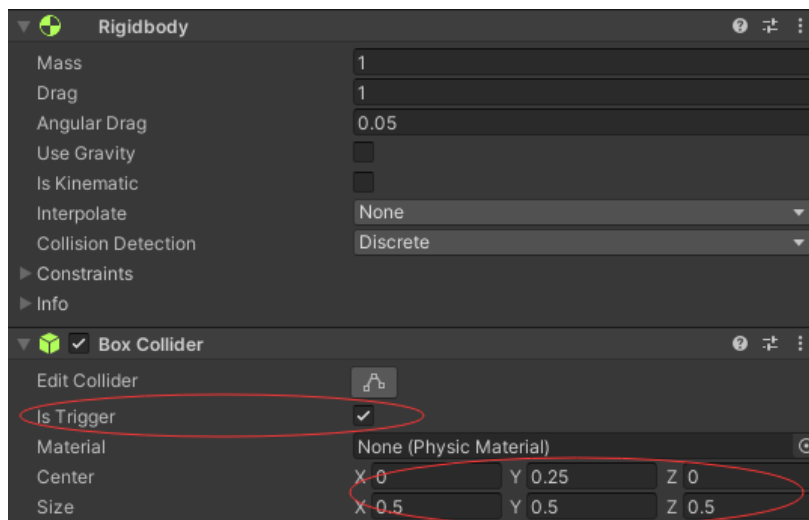 Rigidbody
Mass 1
Drag 1
Angular Drag 0.05
Use Gravity
Is Kinematic
Interpolate None
Collision Detection Discrete
Constraints
Info
Box Collider
Edit Collider
Is Trigger
Material None (Physic Material)
Center X 0 Y 0.25 Z 0
Size X 0.5 Y 0.5 Z 0.5